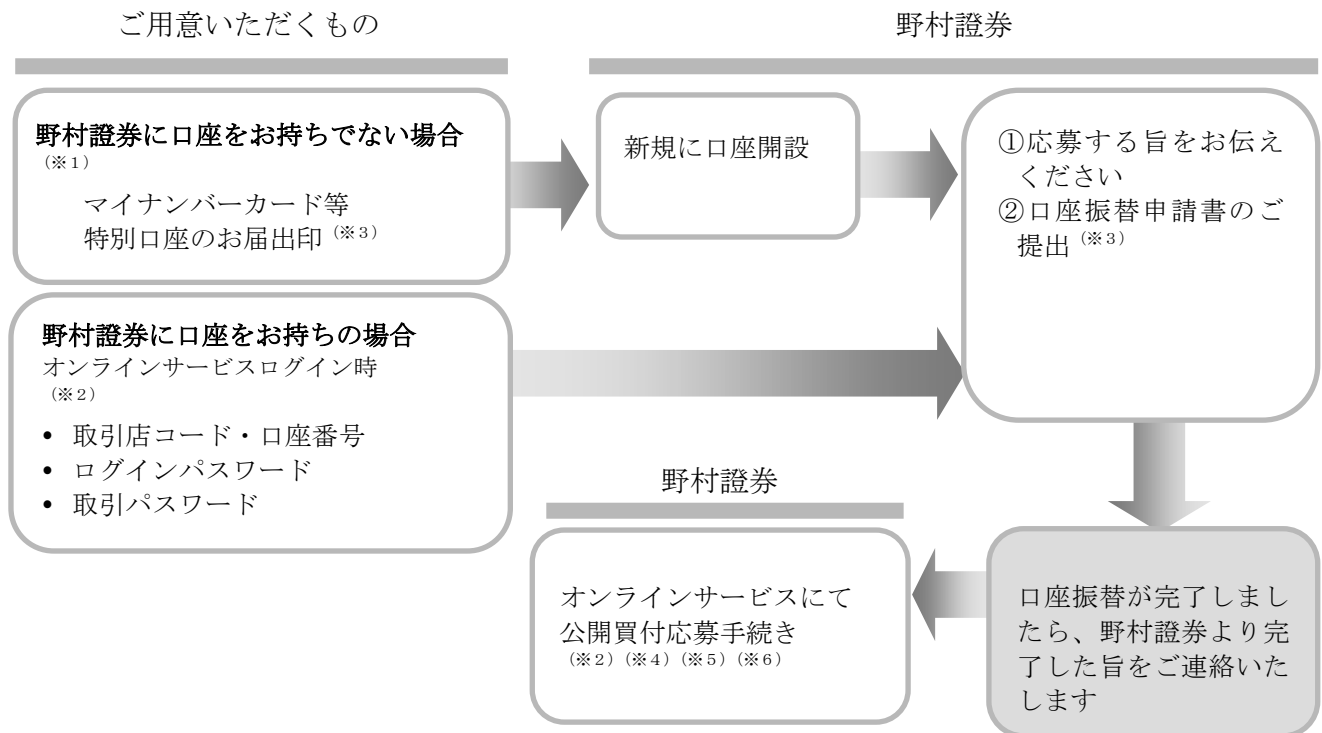 ご用意いただくもの
野村證券
野村證券に口座をお持ちでない場合
(※1)
マイナンバーカード等
特別口座のお届出印(※3)
新規に口座開設
①応募する旨をお伝え
ください
②口座振替申請書のご
提出(※3)
野村證券に口座をお持ちの場合
オンラインサービスログイン時
(※2)
• 取引店コード・口座番号
• ログインパスワード
• 取引パスワード
野村證券
オンラインサービスにて
公開買付応募手続き
(※2)(※4)(※5)(※6)
口座振替が完了しまし
たら、野村證券より完
了した旨をご連絡いた
します